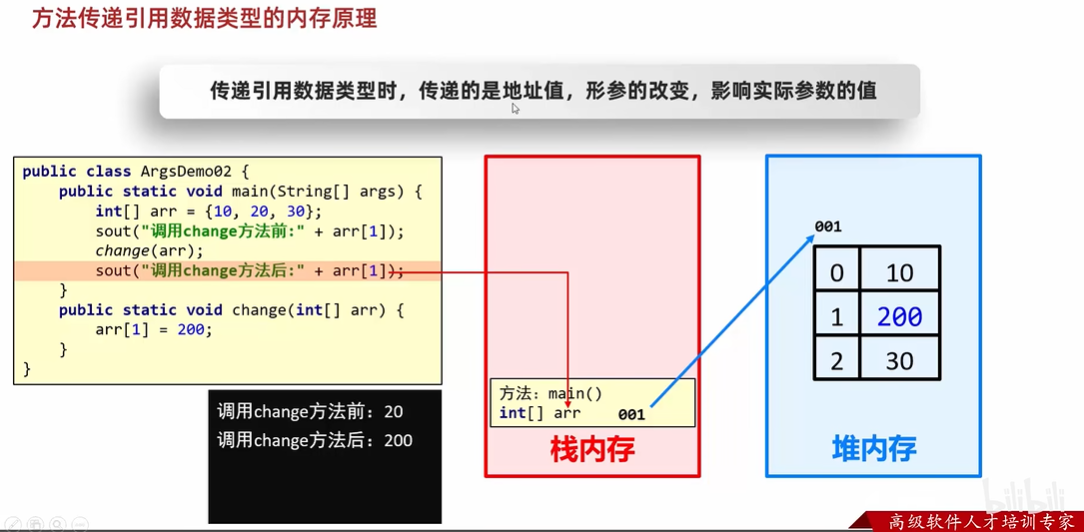 方法传递引用数据类型的内存原理
传递引用数据类型时，传递的是地址值，形参的改变，影响实际参数的值
public class ArgsDemo02 {
public static void main(String[] args) {
int[] arr = {10, 20, 30};
sout("调用change方法前:" + arr[1]);
change(arr);
sout("调用change方法后:" + arr[1]);
}
public static void change(int[] arr) {
arr[1] = 200;
}
}
调用change方法前：20
调用change方法后：200
方法：main()
int[] arr 001
栈内存
001
0 10
1 200
2 30
堆内存
bilibili
高级软件人才培训专家